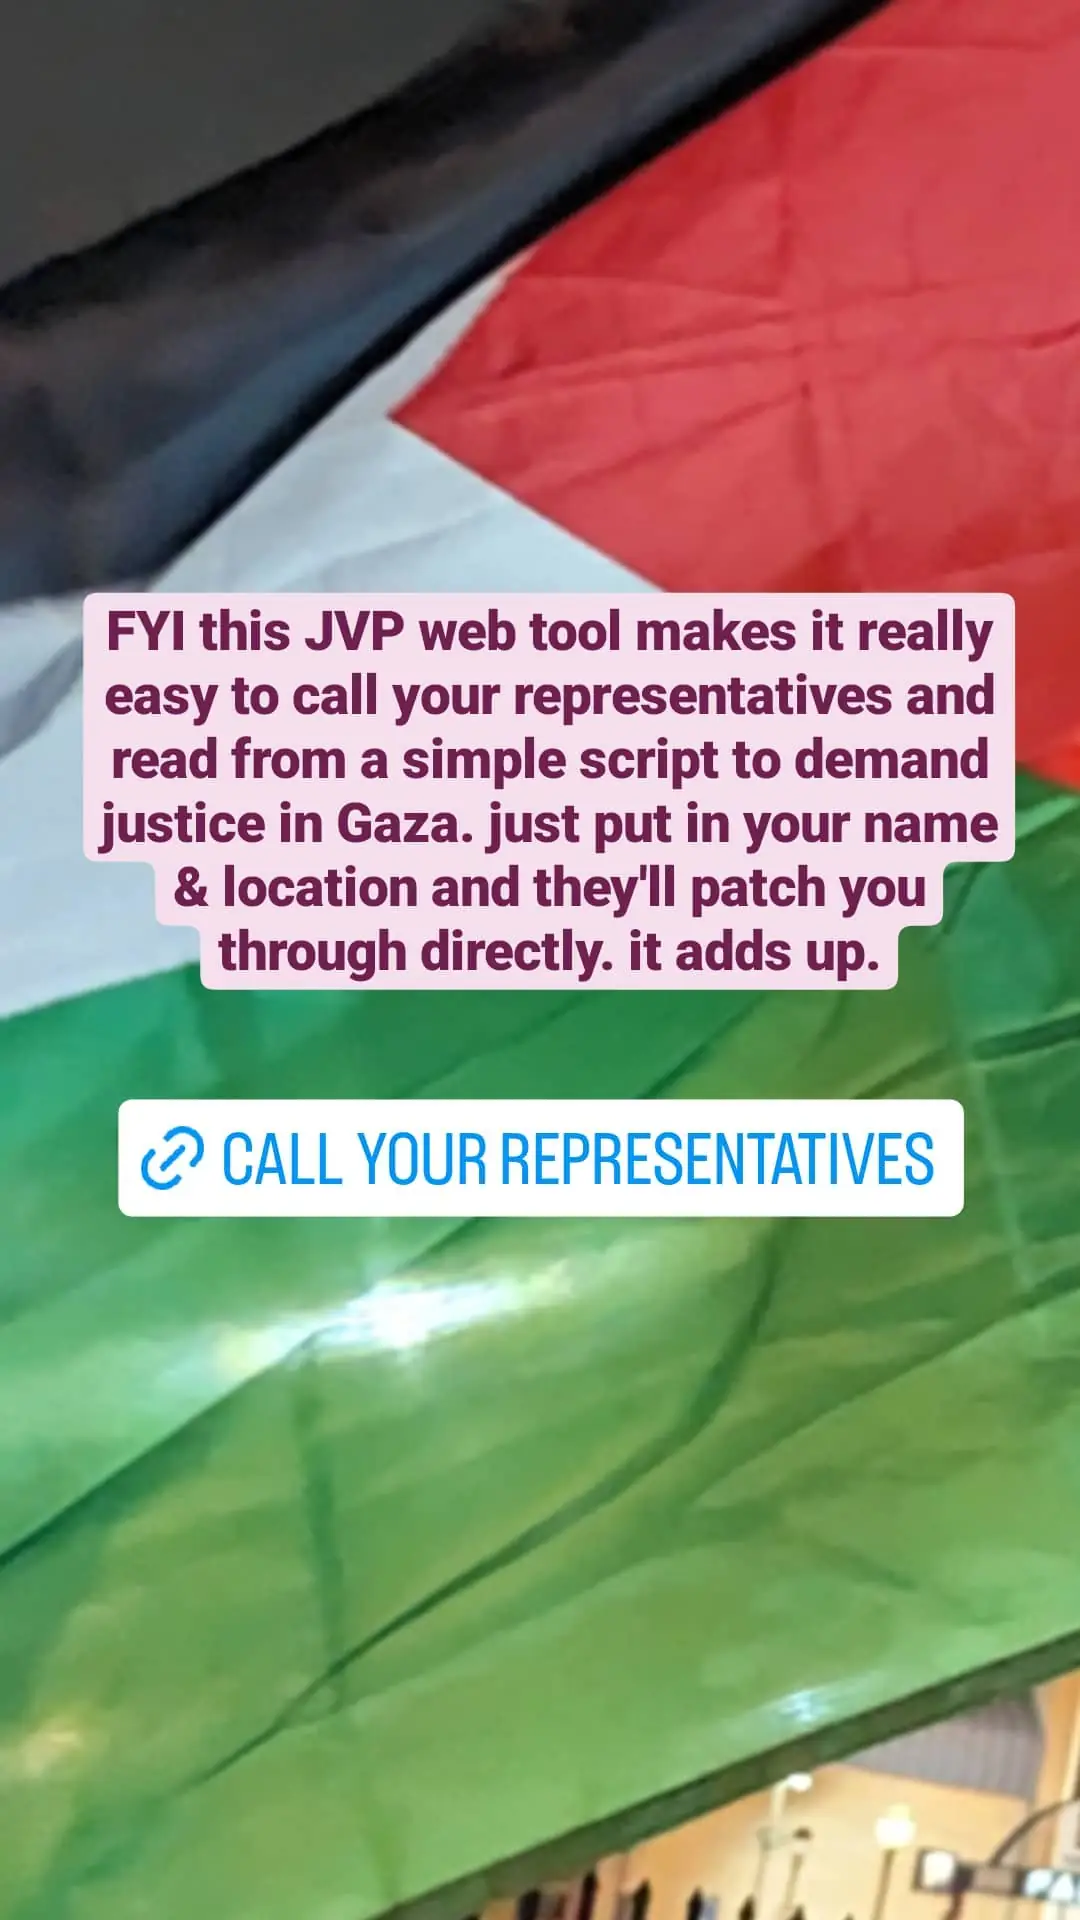 FYI this JVP web tool makes it really
easy to call your representatives and
read from a simple script to demand
justice in Gaza. just put in your name
& location and they'll patch you
through directly. it adds up.
CALL YOUR REPRESENTATIVES